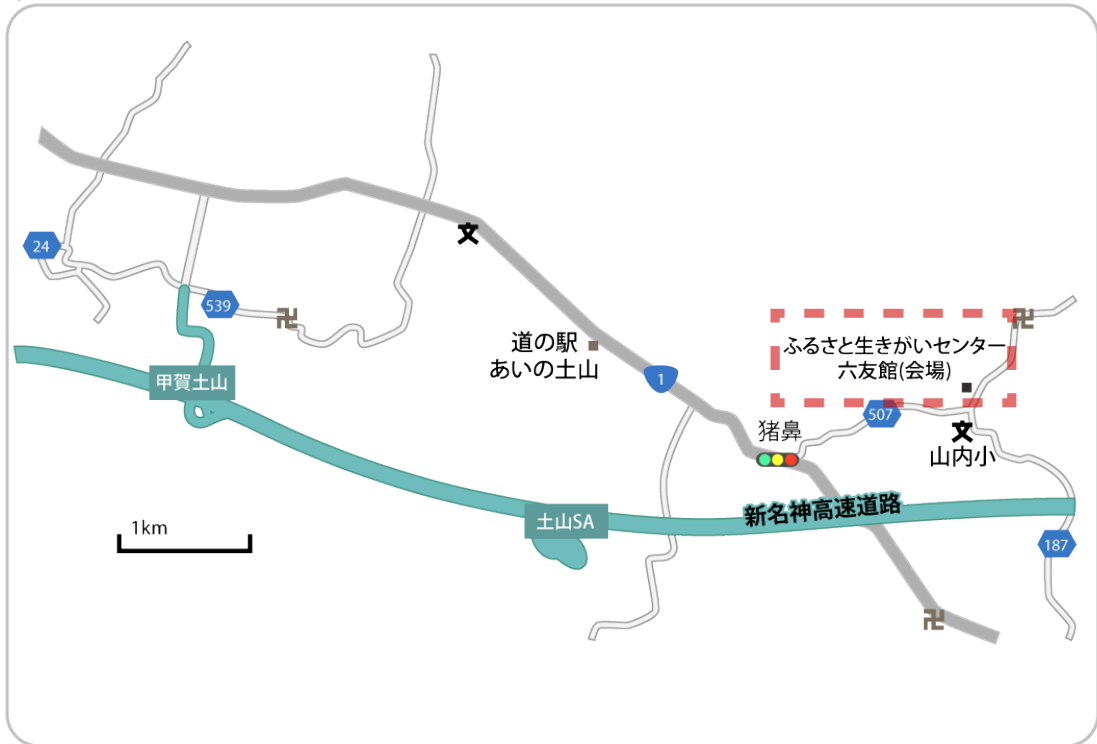 24
539
甲賀土山
道の駅
あいの土山
1
ふるさと生きがいセンター
六友館(会場)
507
猪鼻
山内小
新名神高速道路
土山SA
1km
187